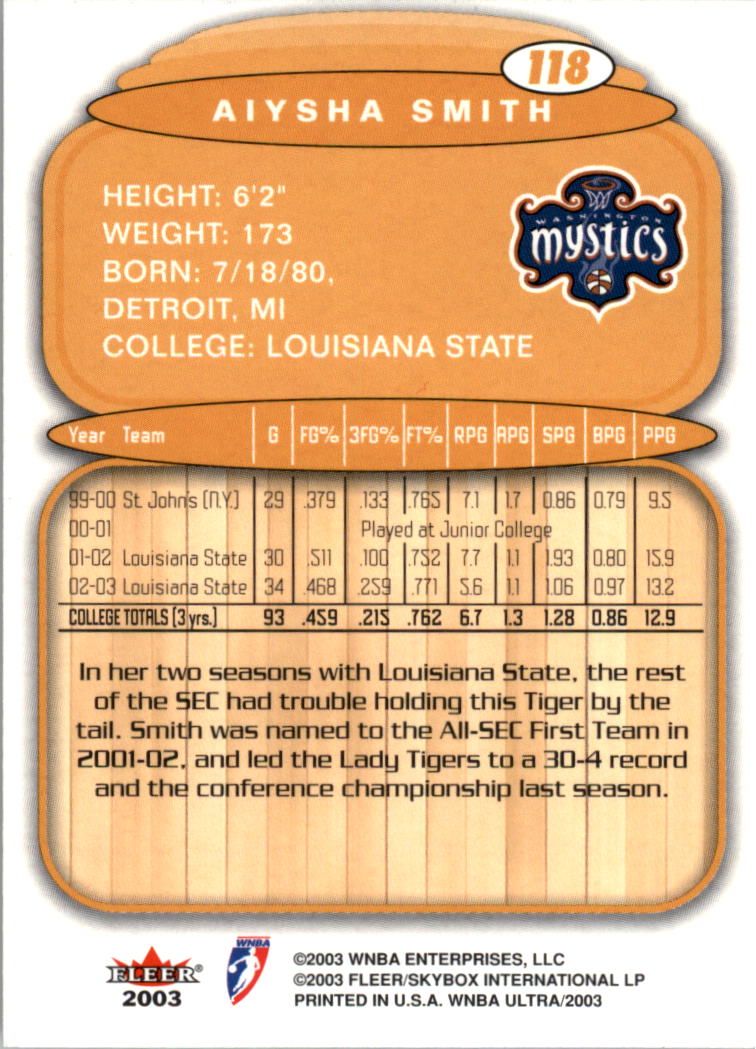 118
AIYSHA SMITH
HEIGHT: 6'2"
WEIGHT: 173
BORN: 7/18/80,
DETROIT, MI
COLLEGE: LOUISIANA STATE
WASHINGTON
mystics
Year Team G FG% 3FG% FT% RPG APG SPG BPG PPG
99-00 St. John's (N.Y.) 29 .379 .133 .765 7.1 1.7 0.86 0.79 9.5
00-01 Played at Junior College
01-02 Louisiana State 30 .511 .100 .752 7.7 1.1 1.93 0.80 15.9
02-03 Louisiana State 34 .468 .259 .771 5.6 1.1 1.06 0.97 13.2
COLLEGE TOTALS (3 yrs.) 93 .459 .215 .762 6.7 1.3 1.28 0.86 12.9
In her two seasons with Louisiana State, the rest
of the SEC had trouble holding this Tiger by the
tail. Smith was named to the All-SEC First Team in
2001-02, and led the Lady Tigers to a 30-4 record
and the conference championship last season.
FLEER®
2003
WNBA
©2003 WNBA ENTERPRISES, LLC
©2003 FLEER/SKYBOX INTERNATIONAL LP
PRINTED IN U.S.A. WNBA ULTRA/2003